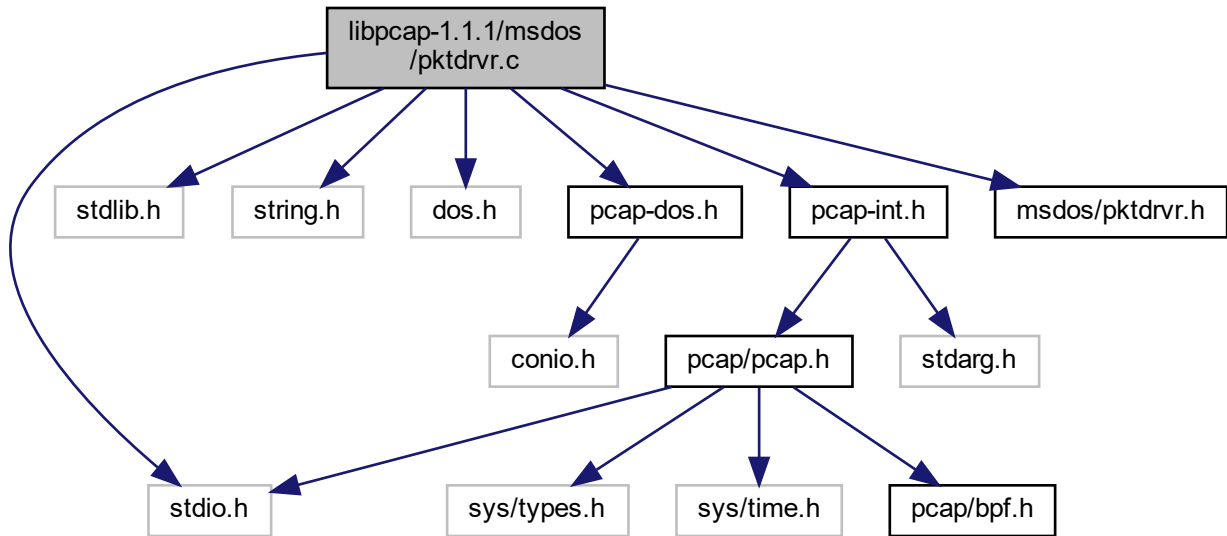 libpcap-1.1.1/msdos
/pktdrvr.c
stdlib.h
string.h
dos.h
pcap-dos.h
pcap-int.h
msdos/pktdrvr.h
conio.h
pcap/pcap.h
stdarg.h
stdio.h
sys/types.h
sys/time.h
pcap/bpf.h